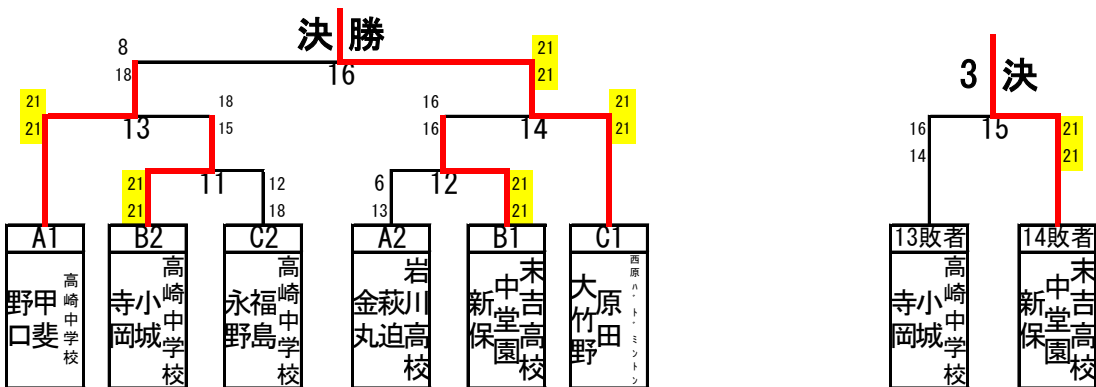 決勝
8
18
16
21
21
21
21
13
18
15
16
16
14
21
21
11
21
21
12
18
12
6
13
21
21
A1
B2
C2
A2
B1
C1
甲斐
野口
高崎中学校
小城
寺岡
高崎中学校
福島
永野
高崎中学校
萩迫
金丸
岩川高校
中堂園
新保
末吉高校
原田
大竹野
西原バドミントン
3決
15
16
14
21
21
13敗者
14敗者
小城
寺岡
高崎中学校
中堂園
新保
末吉高校